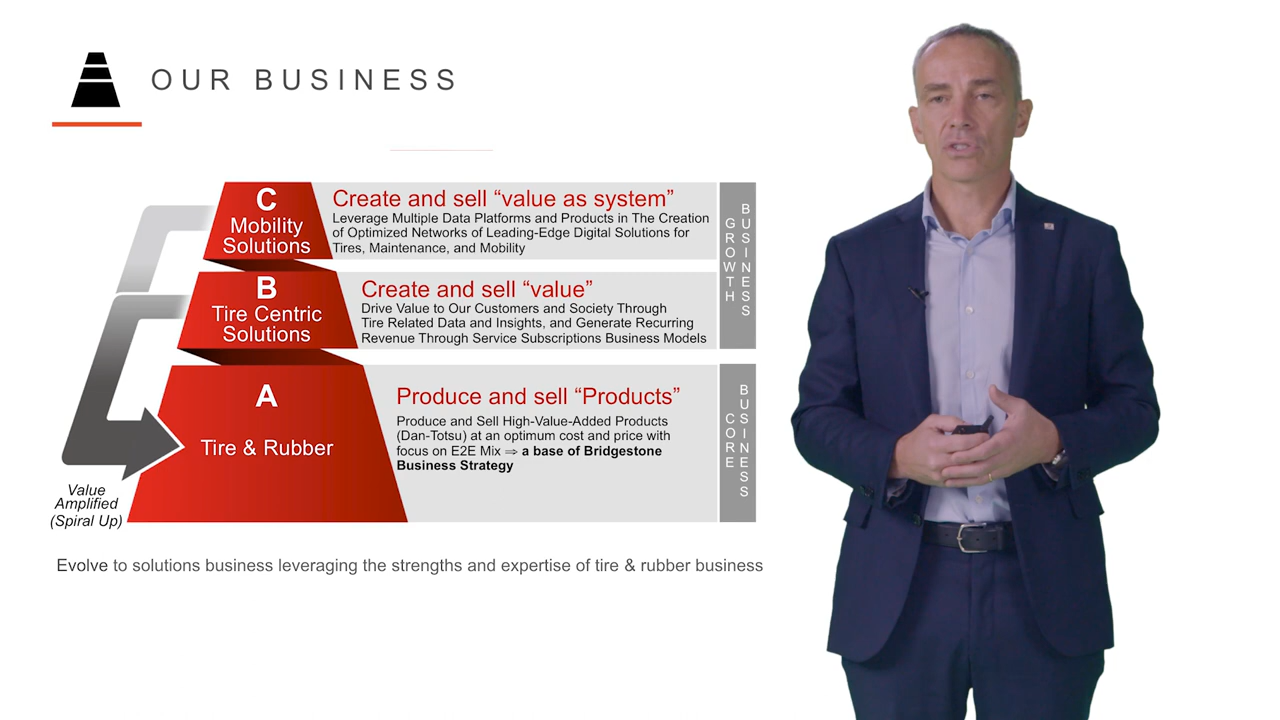 OUR BUSINESS
C
Mobility
Solutions
Create and sell “value as system”
Leverage Multiple Data Platforms and Products in The Creation
of Optimized Networks of Leading-Edge Digital Solutions for
Tires, Maintenance, and Mobility
B
Tire Centric
Solutions
Create and sell “value”
Drive Value to Our Customers and Society Through
Tire Related Data and Insights, and Generate Recurring
Revenue Through Service Subscriptions Business Models
GROWTH
BUSINESS
A
Tire & Rubber
Produce and sell “Products”
Produce and Sell High-Value-Added Products
(Dan-Totsu) at an optimum cost and price with
focus on E2E Mix ⇒ a base of Bridgestone
Business Strategy
CORE
BUSINESS
Value
Amplified
(Spiral Up)
Evolve to solutions business leveraging the strengths and expertise of tire & rubber business